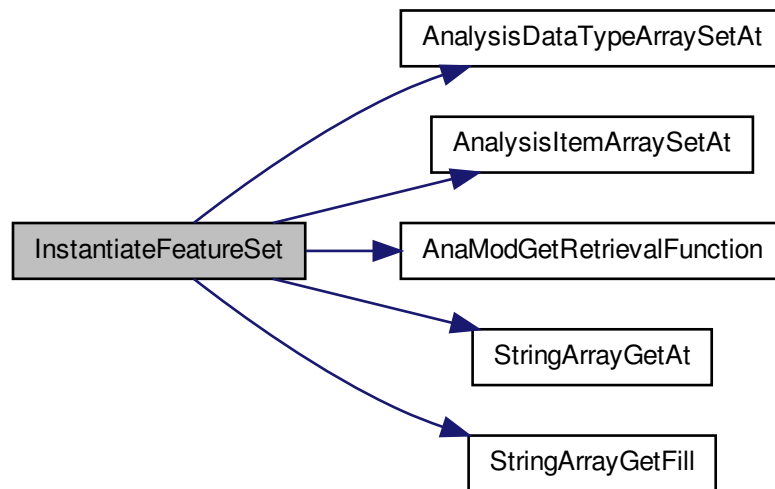 AnalysisDataTypeArraySetAt
AnalysisItemArraySetAt
InstantiateFeatureSet
AnaModGetRetrievalFunction
StringArrayGetAt
StringArrayGetFill